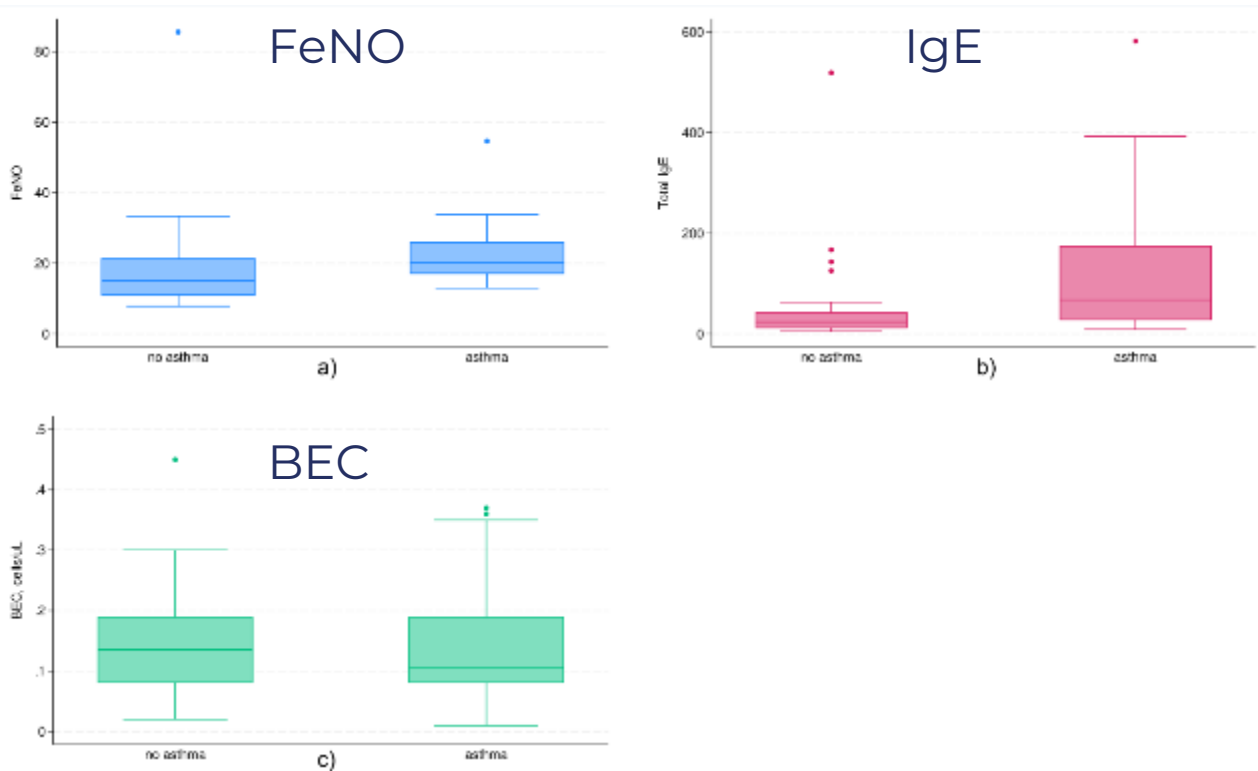 FeNO
80
60
40
20
0
FeNO
no asthma
asthma
a)
IgE
600
400
200
0
Total IgE
no asthma
asthma
b)
BEC
.5
.4
.3
.2
.1
0
BEC, cells/uL
no asthma
asthma
c)